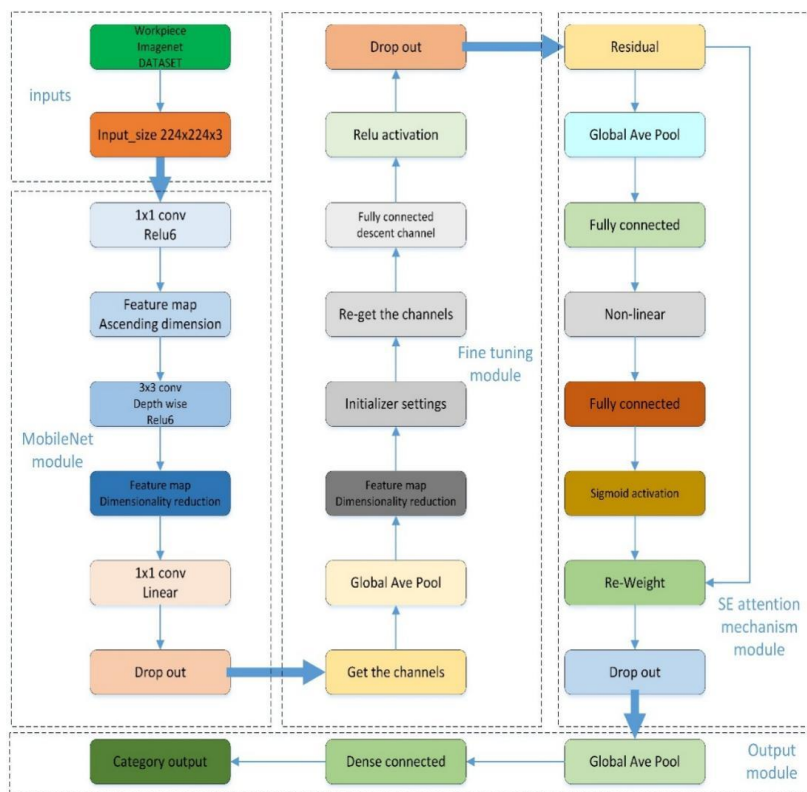 Workpiece
Imagenet
DATASET
inputs
Input_size 224x224x3
1x1 conv
Relu6
Feature map
Ascending dimension
3x3 conv
Depth wise
Relu6
MobileNet
module
Feature map
Dimensionality reduction
1x1 conv
Linear
Drop out
Drop out
Relu activation
Fully connected
descent channel
Re-get the channels
Fine tuning
module
Initializer settings
Feature map
Dimensionality reduction
Global Ave Pool
Get the channels
Residual
Global Ave Pool
Fully connected
Non-linear
Fully connected
Sigmoid activation
Re-Weight
SE attention
mechanism
module
Drop out
Category output
Dense connected
Global Ave Pool
Output
module